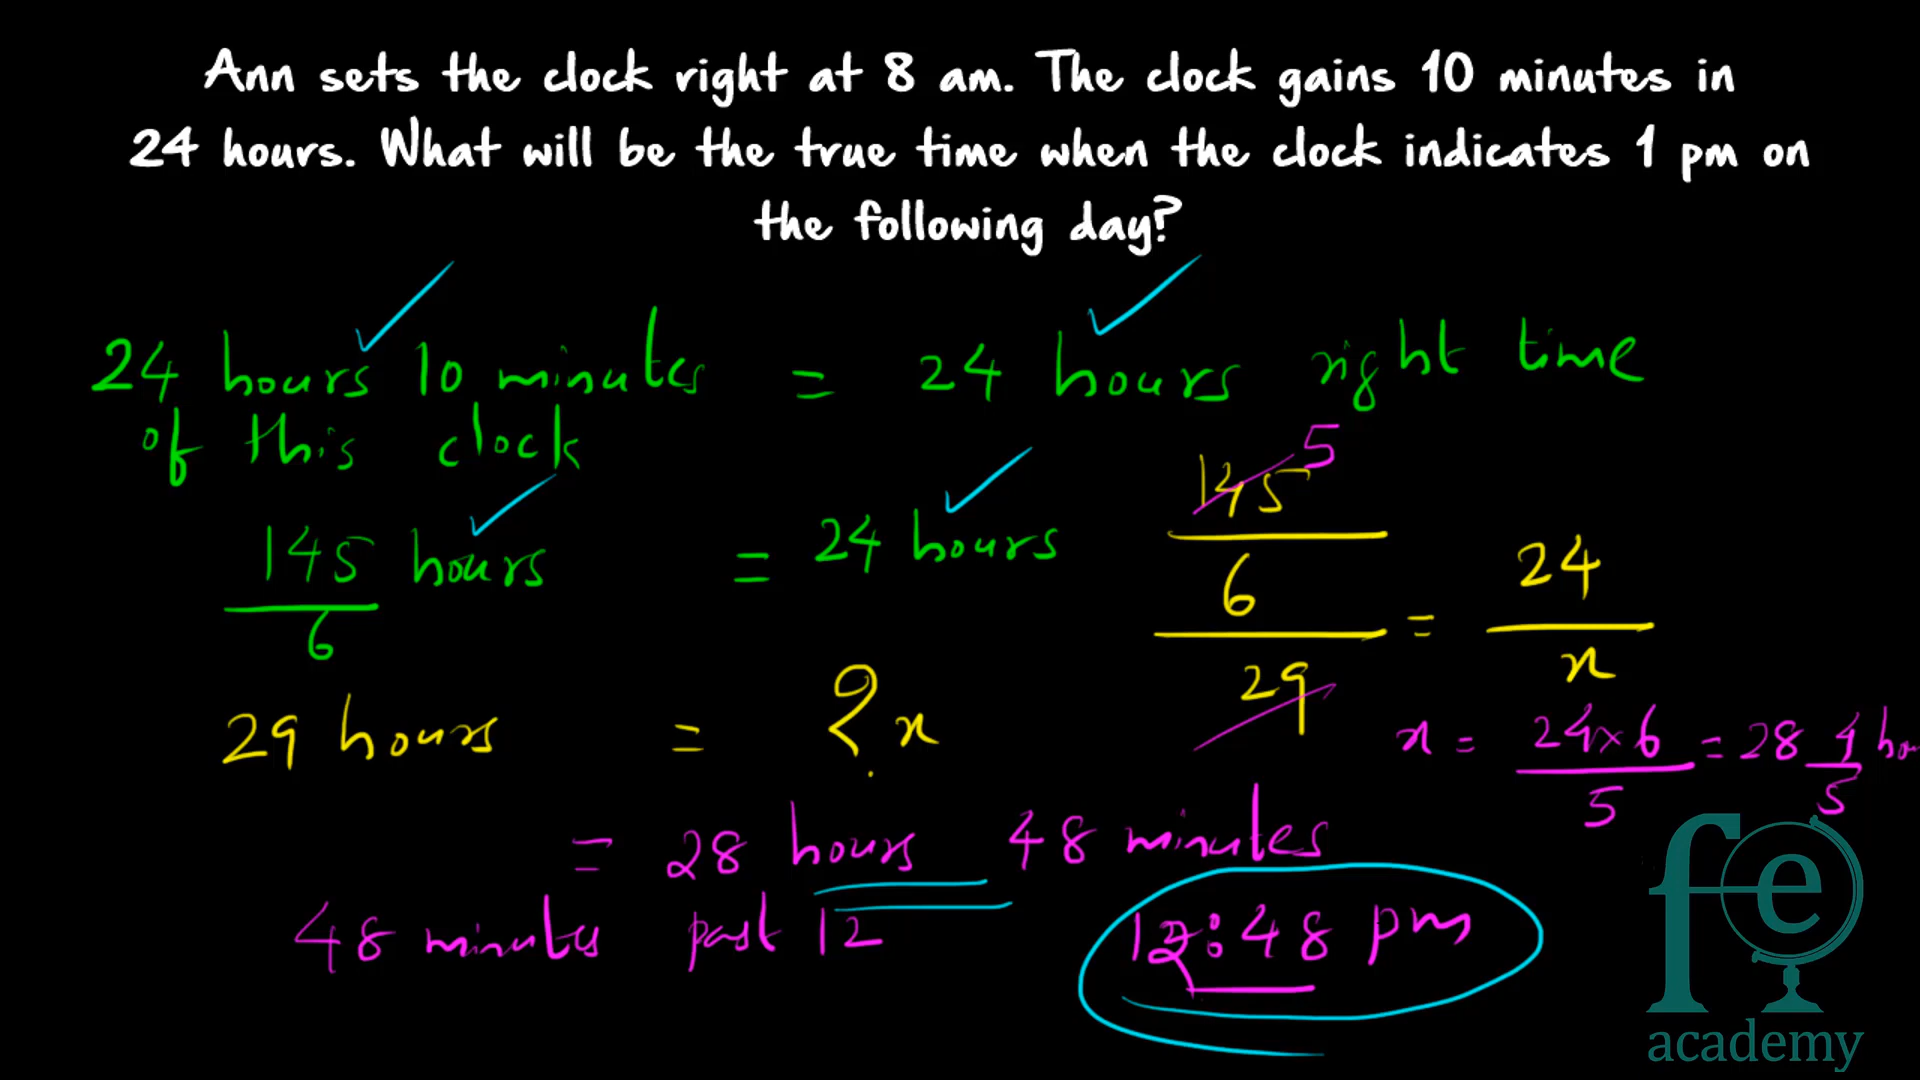 Ann sets the clock right at 8 am. The clock gains 10 minutes in
24 hours. What will be the true time when the clock indicates 1 pm on
the following day?
24 hours 10 minutes = 24 hours right time
of this clock
145 hours = 24 hours
6
29 hours = ? x
145 5
6
29
= 24
x
x = 24×6 = 28 4
5 5
= 28 hours 48 minutes
48 minutes past 12
12:48 pm
fe
academy